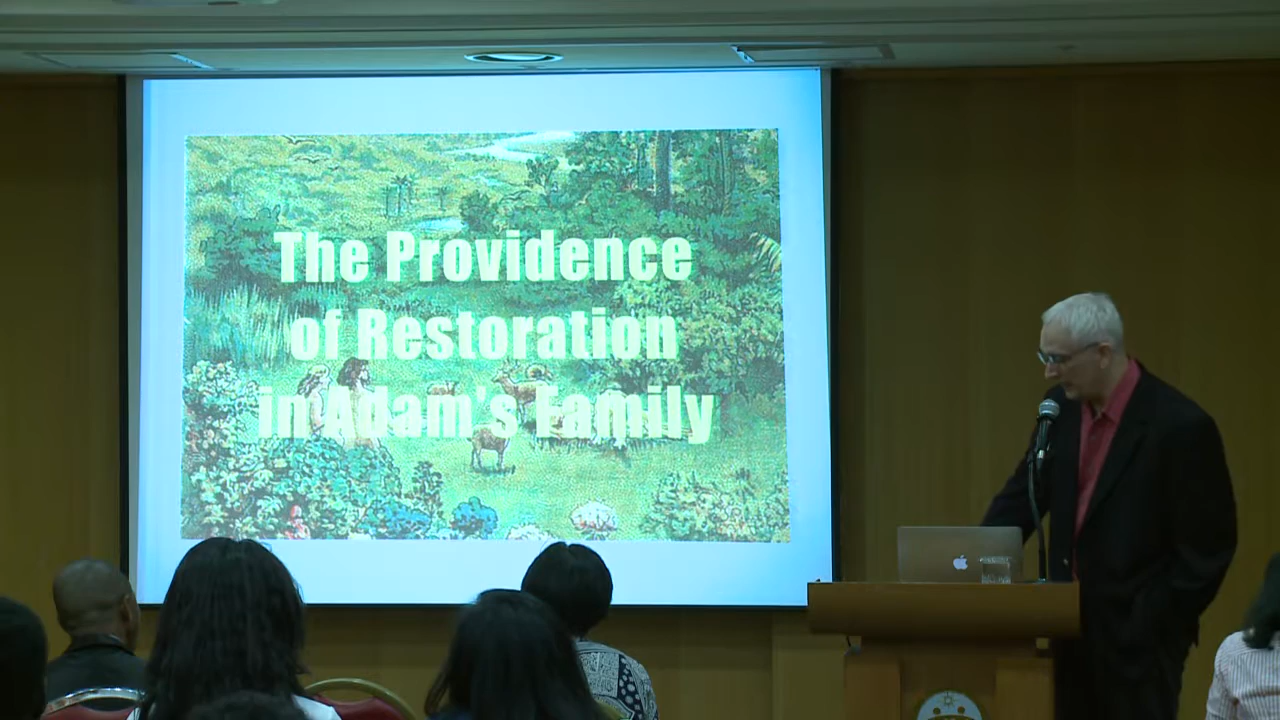 The Providence
of Restoration
in Adam's Family